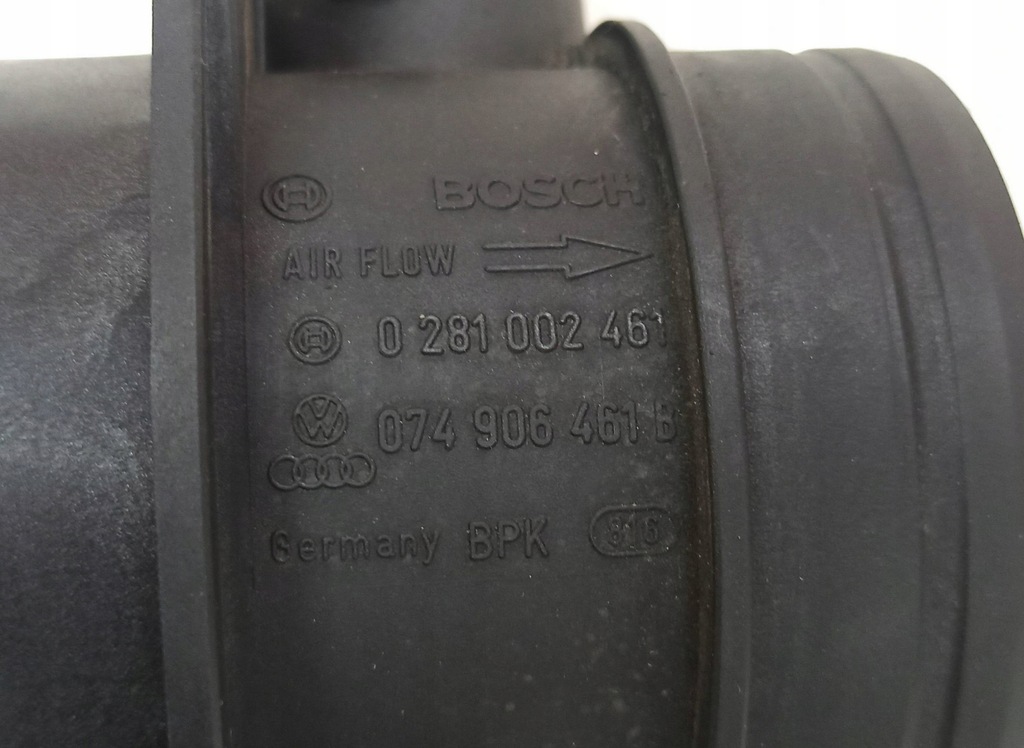 BOSCH
AIR FLOW
0 281 002 461
074 906 461 B
Germany BPK 816